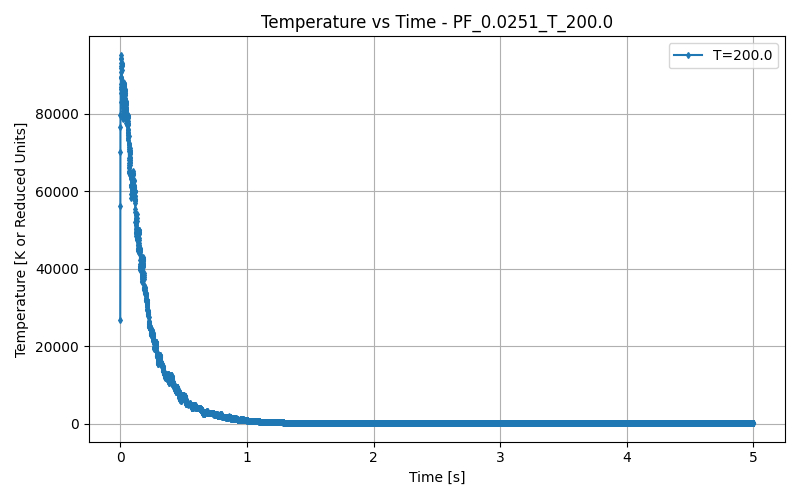 Temperature vs Time - PF_0.0251_T_200.0
T=200.0
Temperature [K or Reduced Units]
80000
60000
40000
20000
0
0 1 2 3 4 5
Time [s]